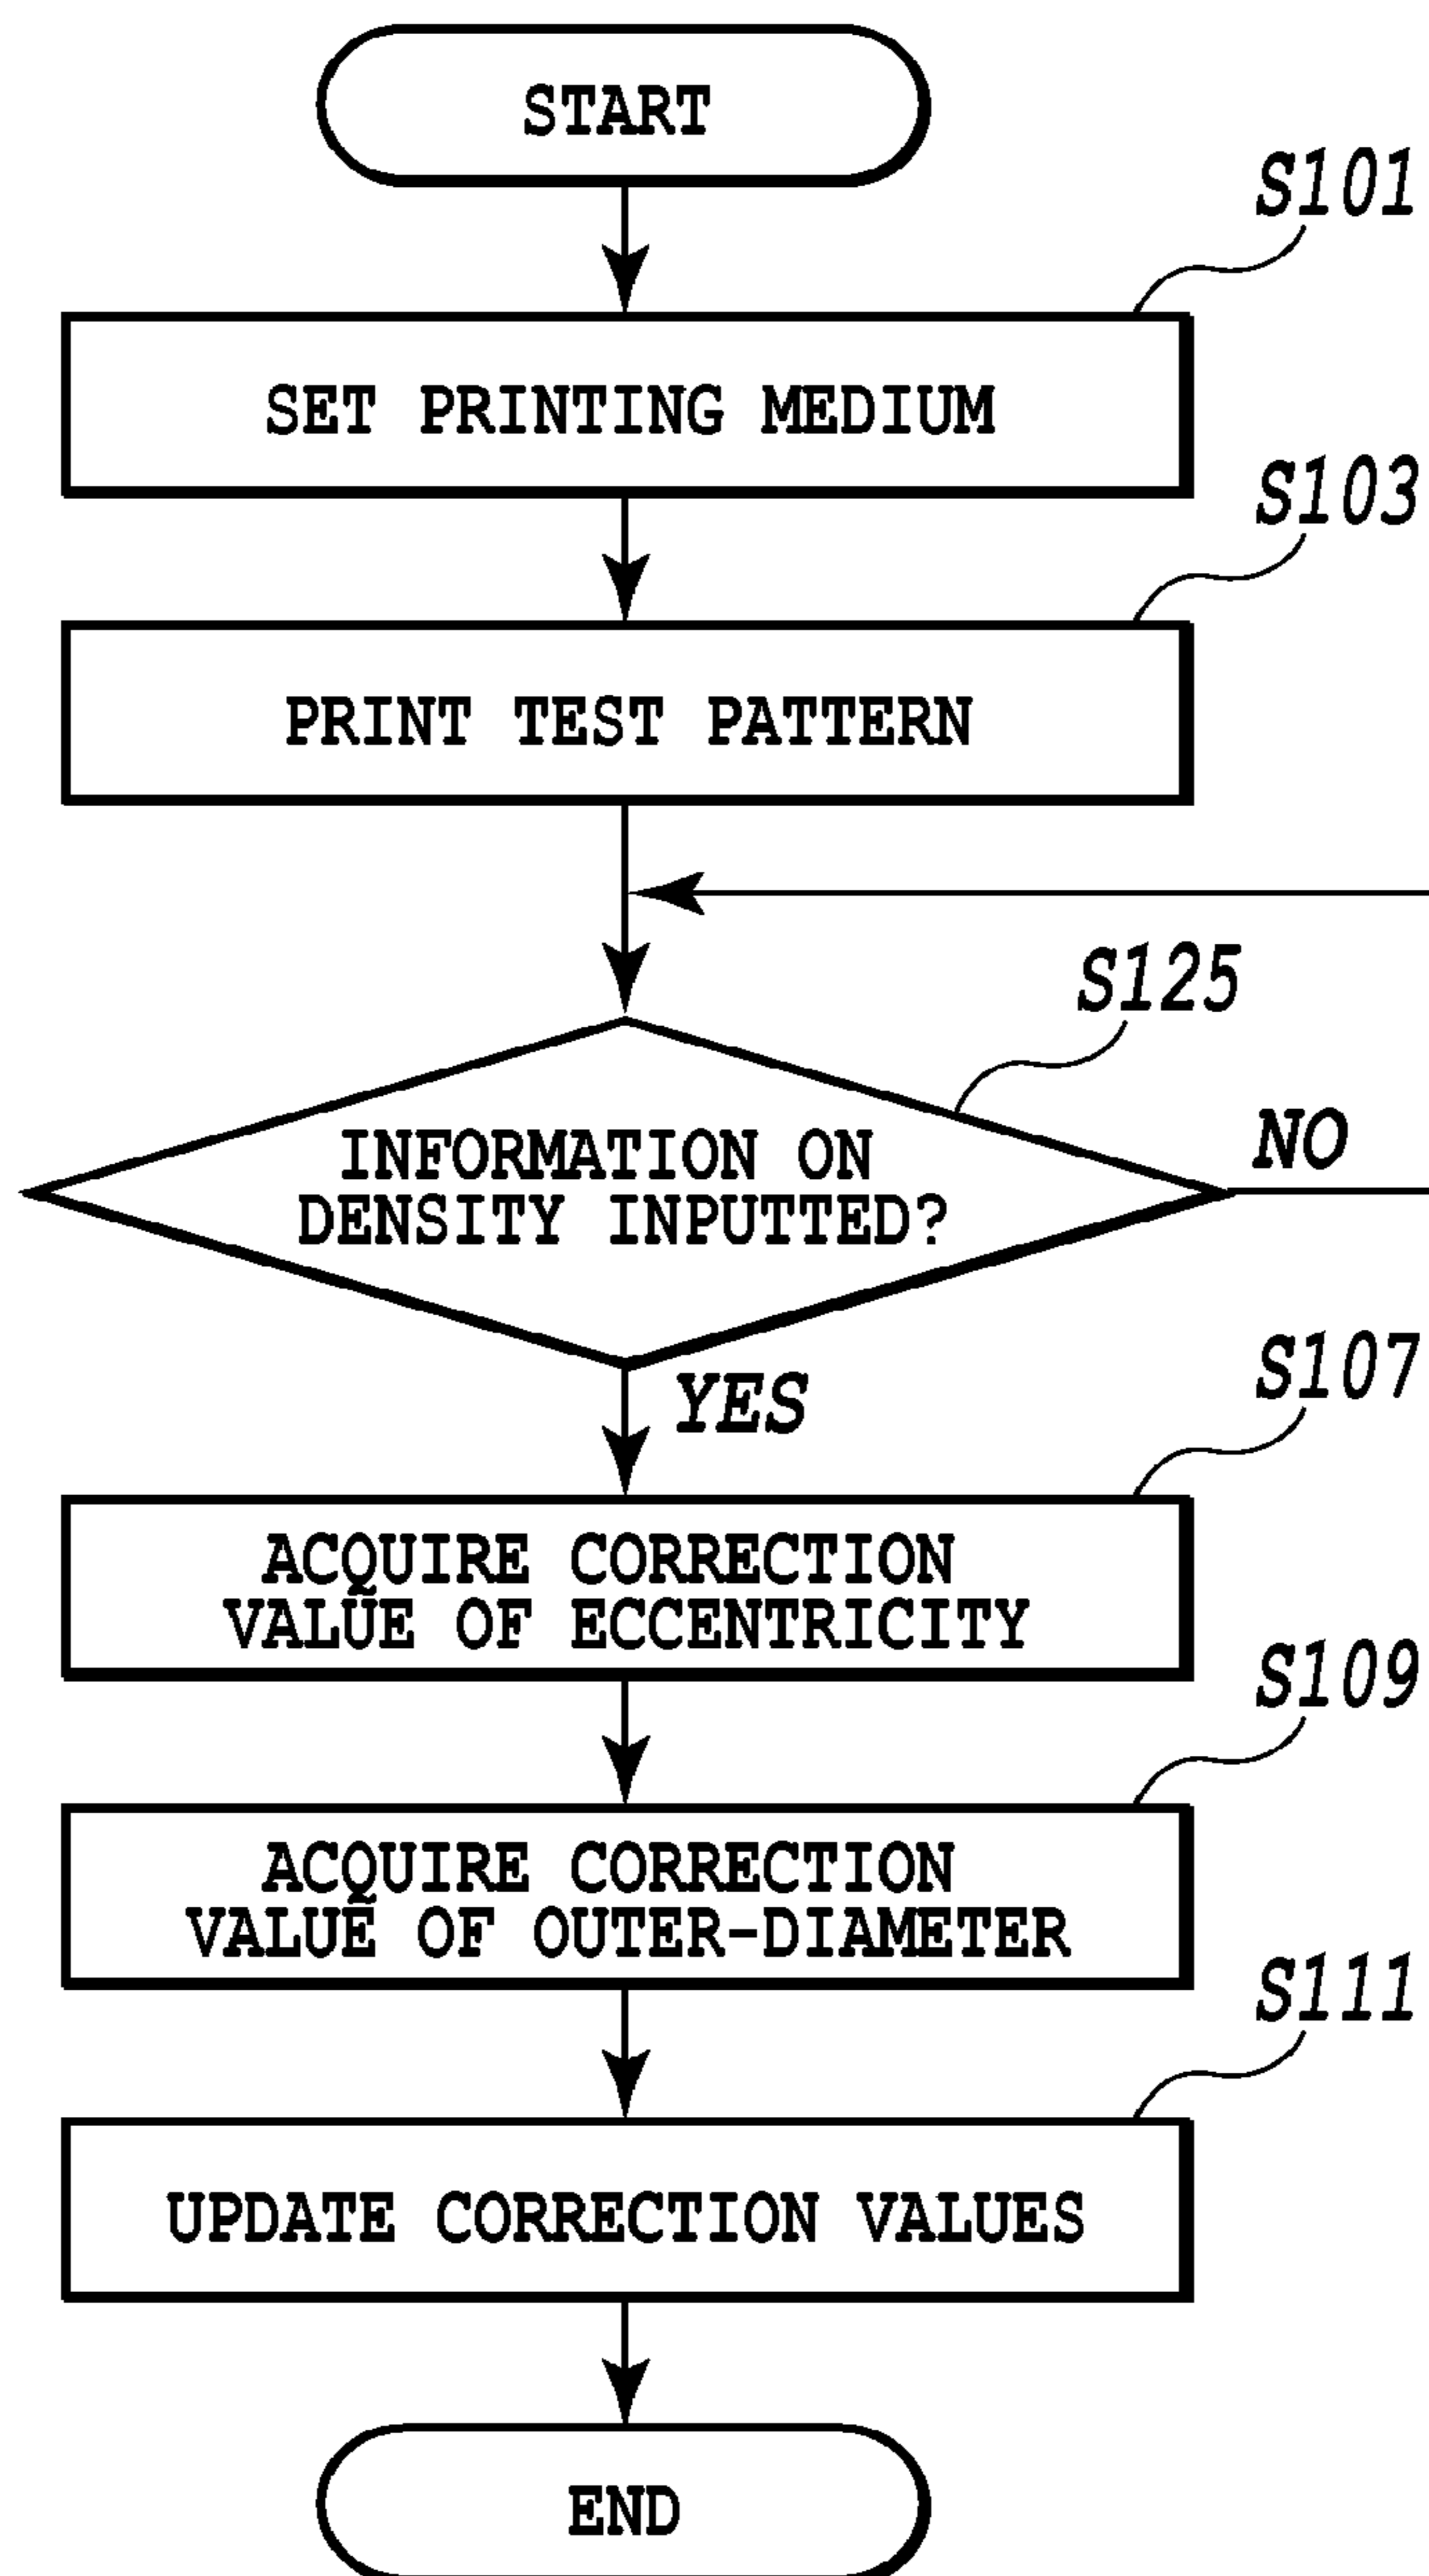 START
S101
SET PRINTING MEDIUM
S103
PRINT TEST PATTERN
S125
INFORMATION ON
DENSITY INPUTTED?
NO
YES
S107
ACQUIRE CORRECTION
VALUE OF ECCENTRICITY
S109
ACQUIRE CORRECTION
VALUE OF OUTER-DIAMETER
S111
UPDATE CORRECTION VALUES
END